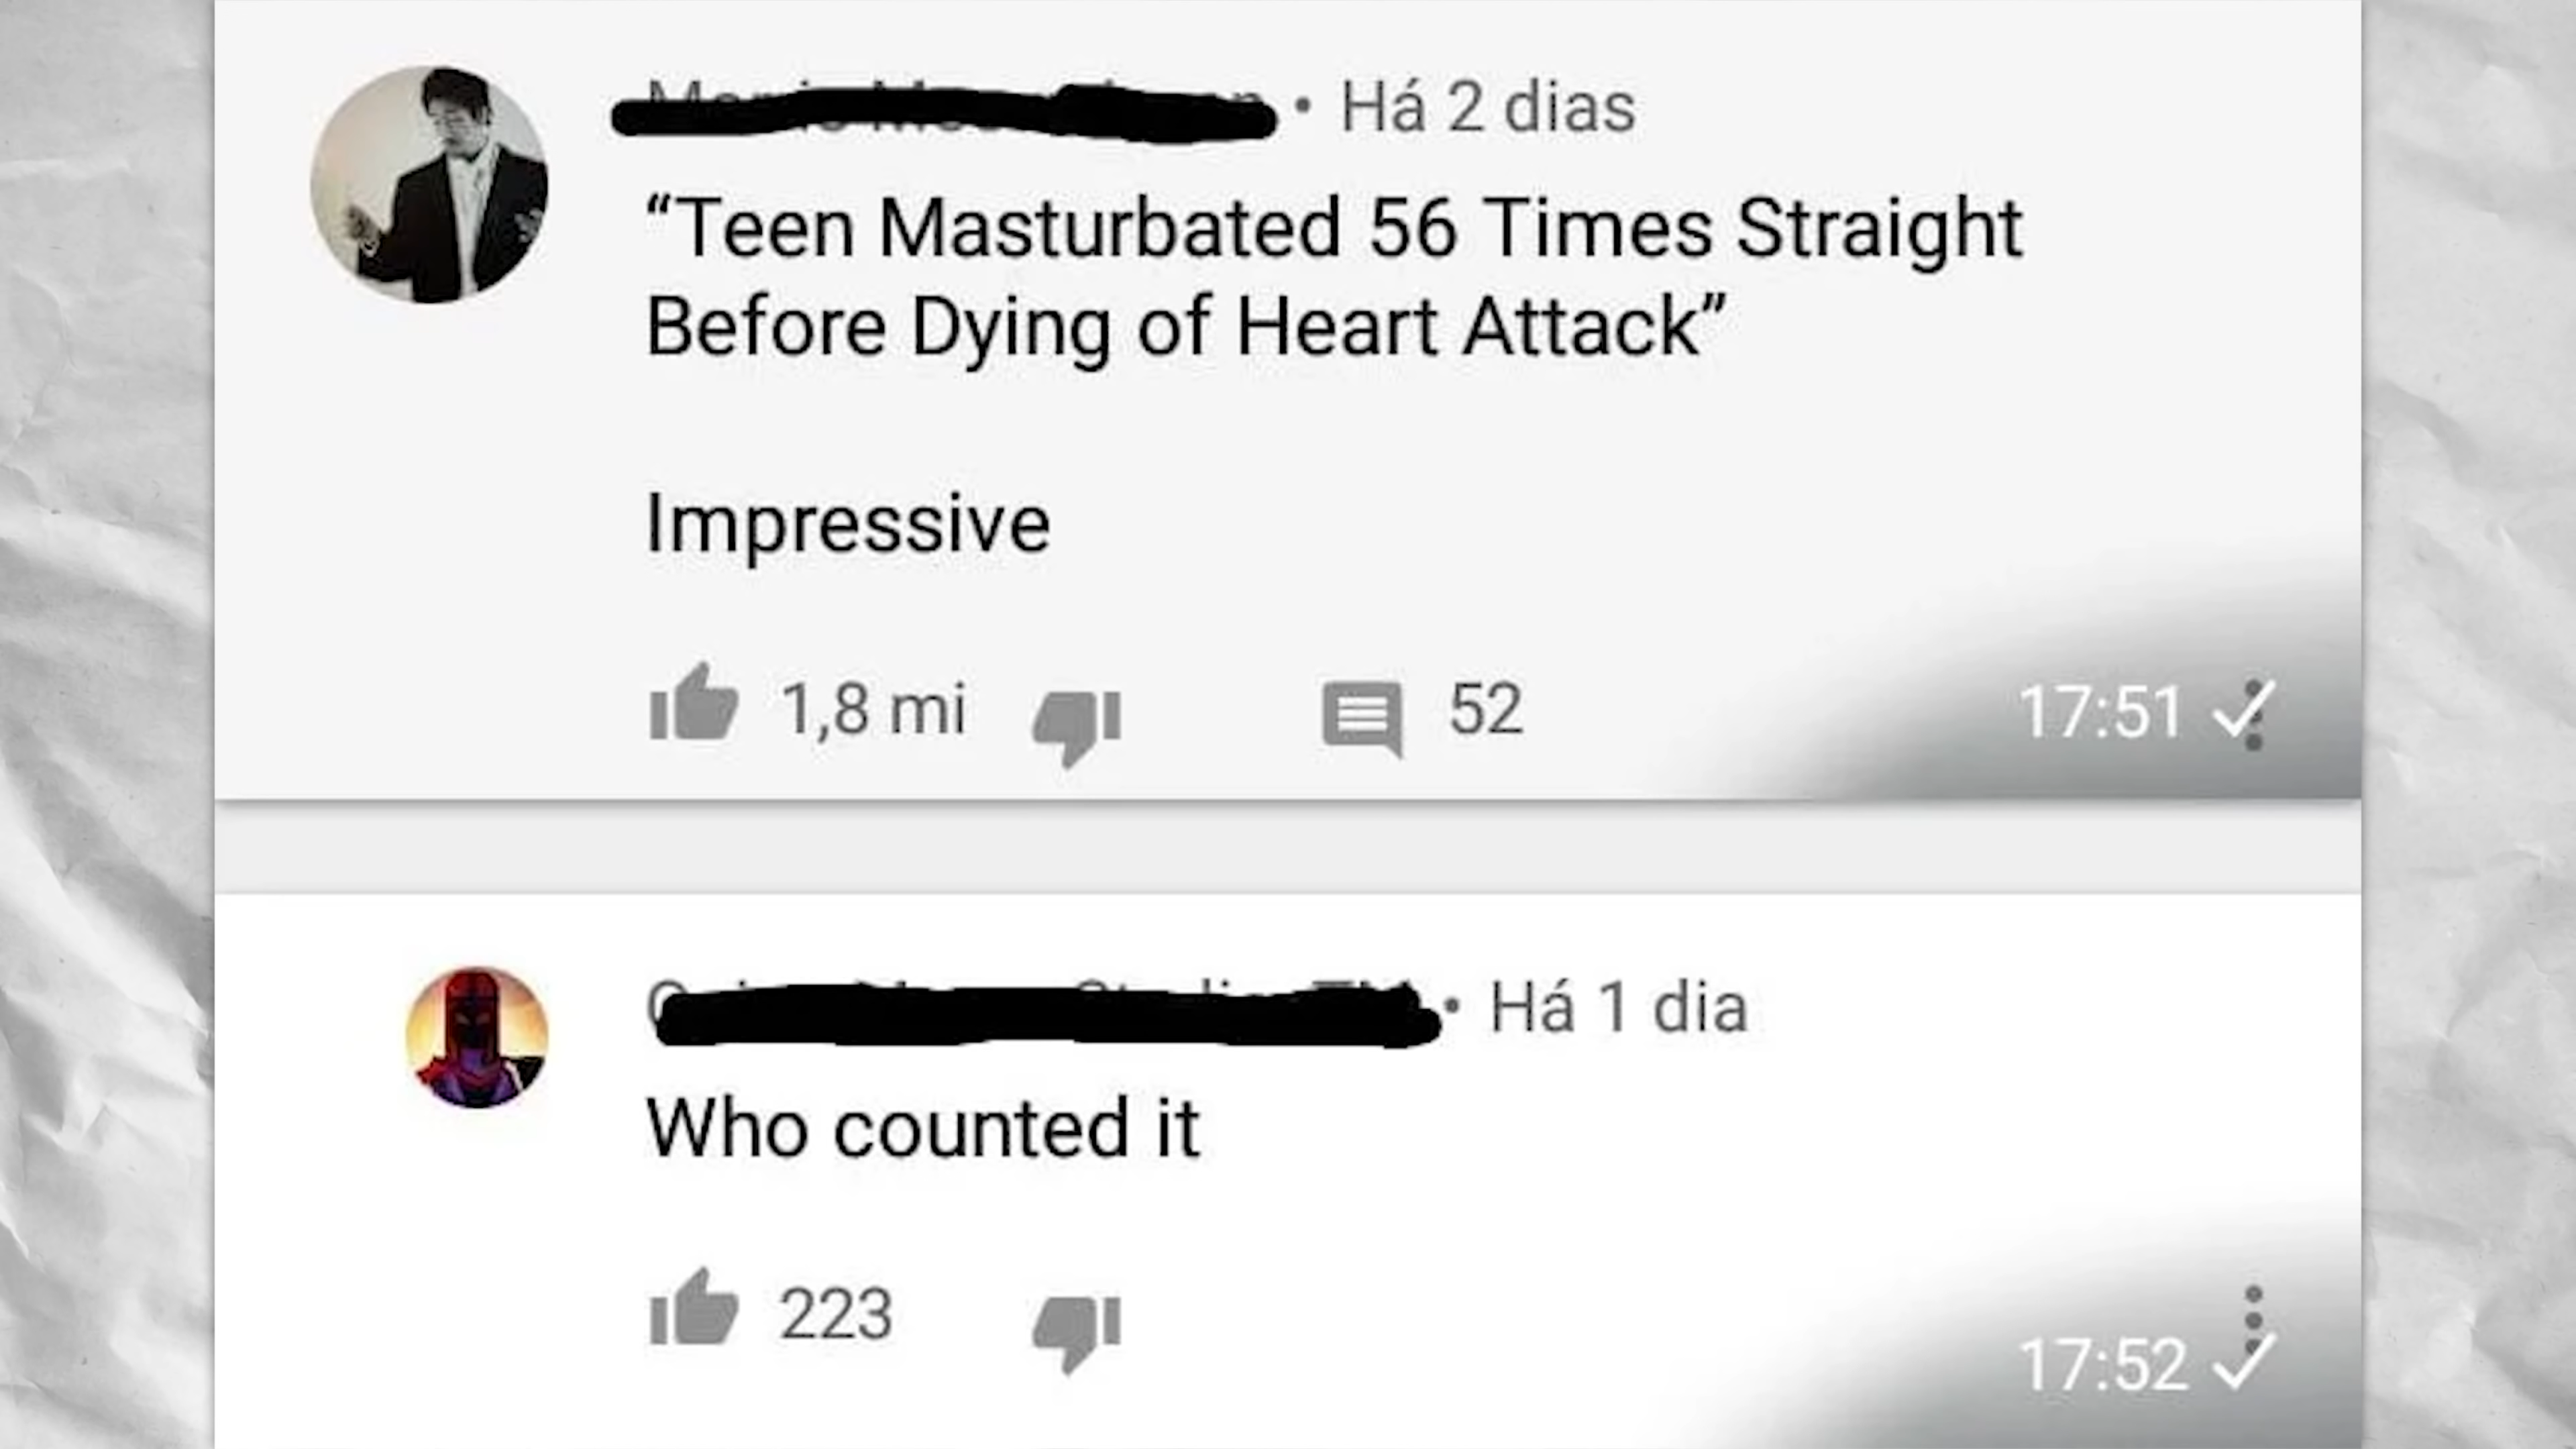 • Há 2 dias
“Teen Masturbated 56 Times Straight
Before Dying of Heart Attack”
Impressive
1,8 mi 52 17:51
• Há 1 dia
Who counted it
223
17:52